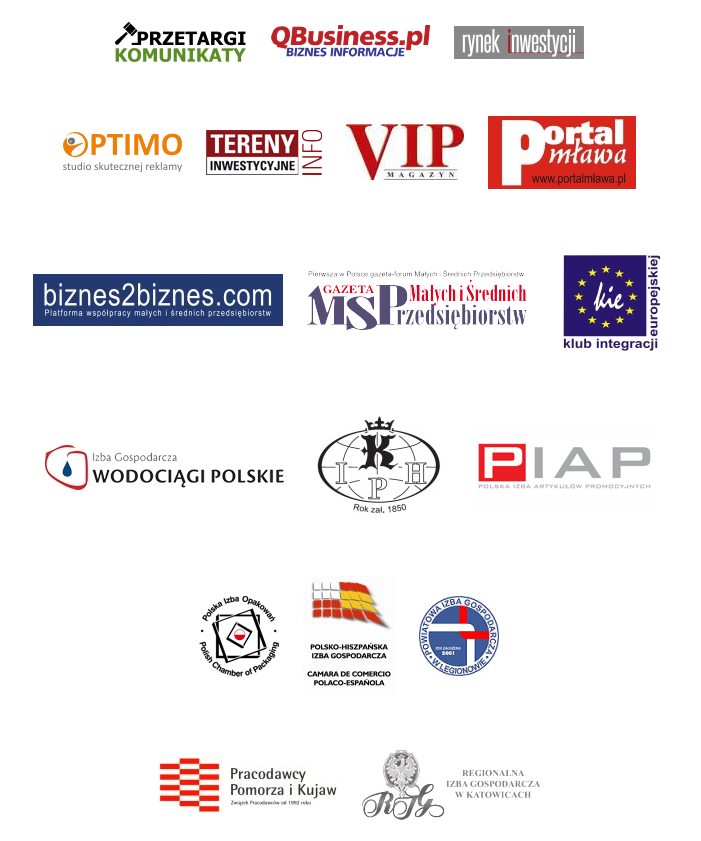 PRZETARGI
KOMUNIKATY
QBusiness.pl
BIZNES INFORMACJE
rynek inwestycji
OPTIMO
studio skutecznej reklamy
TERENY
INWESTYCYJNE
INFO
VIP
MAGAZYN
Portal
mława
www.portalmława.pl
biznes2biznes.com
Platforma współpracy małych i średnich przedsiębiorstw
Pierwsza w Polsce gazeta-forum Małych i Średnich Przedsiębiorstw
GAZETA
MSP
Małych i Średnich
Przedsiębiorstw
kie
klub integracji
europejskiej
Izba Gospodarcza
WODOCIĄGI POLSKIE
K
I P H
Rok zał. 1850
PIAP
POLSKA IZBA ARTYKUŁÓW PROMOCYJNYCH
Polska Izba Opakowań
Polish Chamber of Packaging
POLSKO-HISZPAŃSKA
IZBA GOSPODARCZA
CAMARA DE COMERCIO
POLACO-ESPAÑOLA
POWIATOWA IZBA GOSPODARCZA
ROK ZAŁOŻENIA
2001
W LEGIONOWIE
Pracodawcy
Pomorza i Kujaw
Związek Pracodawców od 1992 roku
RIG
REGIONALNA
IZBA GOSPODARCZA
W KATOWICACH